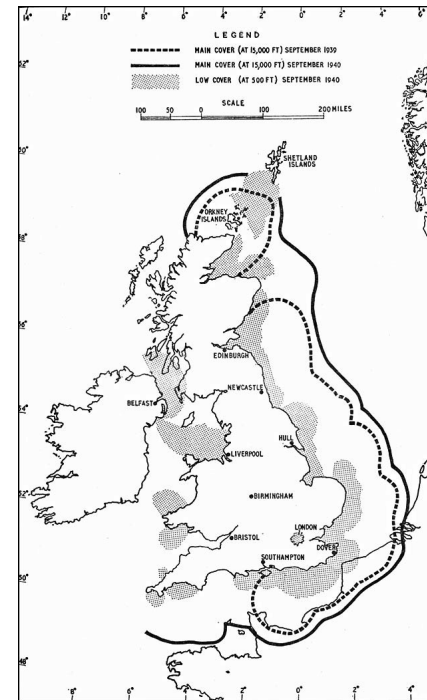 LEGEND
MAIN COVER (AT 15,000 FT) SEPTEMBER 1939
MAIN COVER (AT 15,000 FT) SEPTEMBER 1940
LOW COVER (AT 500 FT) SEPTEMBER 1940
SCALE
100 50 0 100 200 MILES
SHETLAND
ISLANDS
ORKNEY
ISLANDS
EDINBURGH
NEWCASTLE
BELFAST
HULL
LIVERPOOL
BIRMINGHAM
LONDON
BRISTOL
DOVER
SOUTHAMPTON